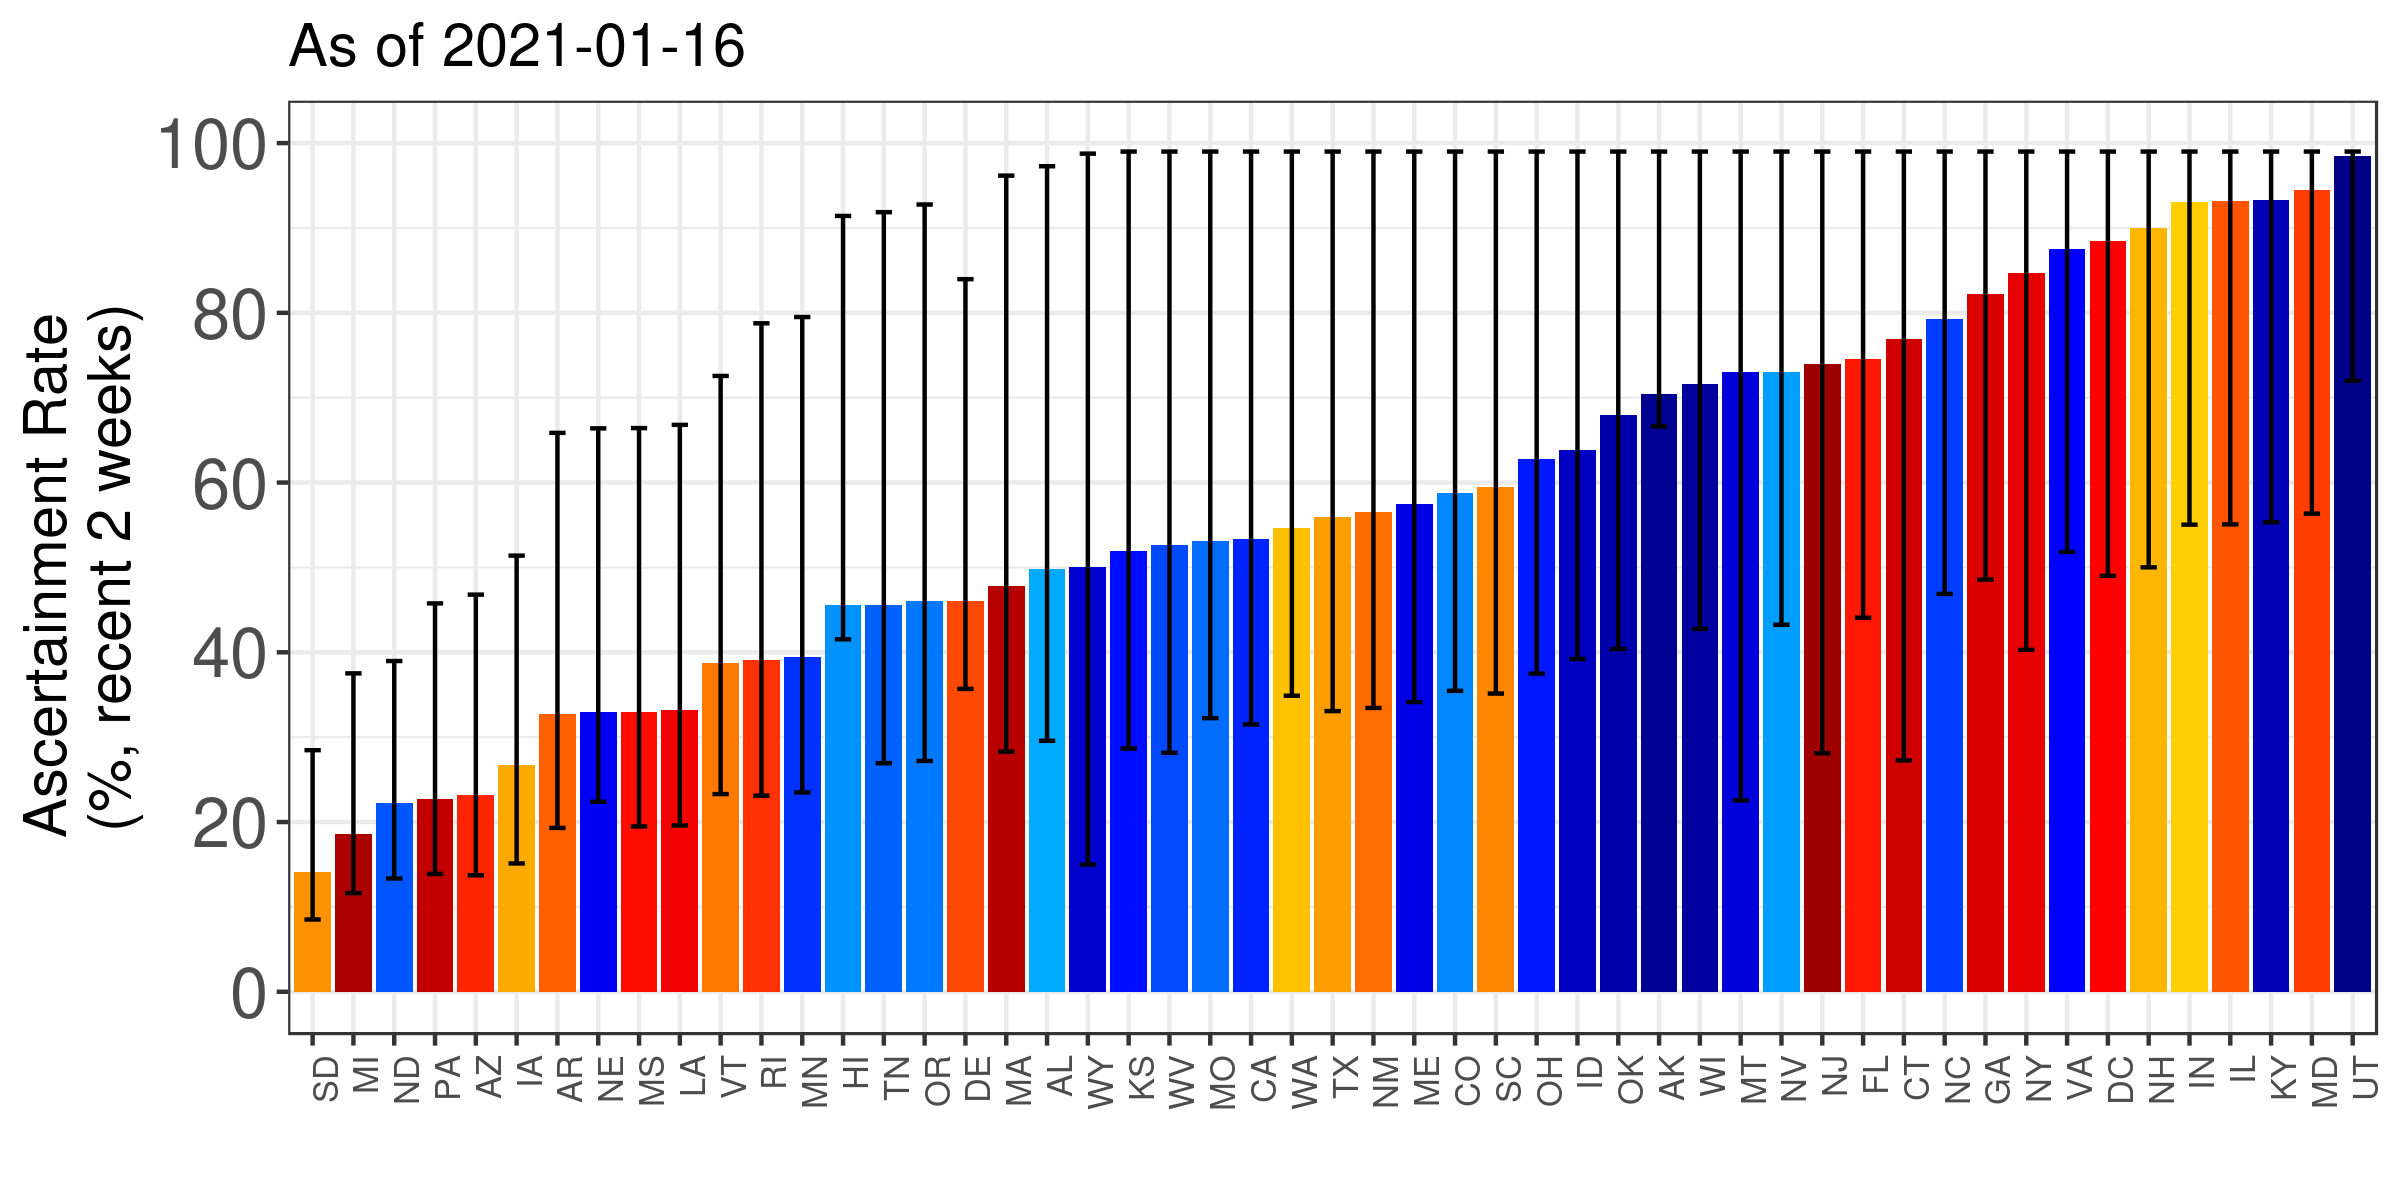 As of 2021-01-16
Ascertainment Rate
(%, recent 2 weeks)
100
80
60
40
20
0
SD MI ND PA AZ IA AR NE MS LA VT RI MN HI TN OR DE MA AL WY KS WV MO CA WA TX NM ME CO SC OH ID OK AK WI MT NV NJ FL CT NC GA NY VA DC NH IN IL KY MD UT